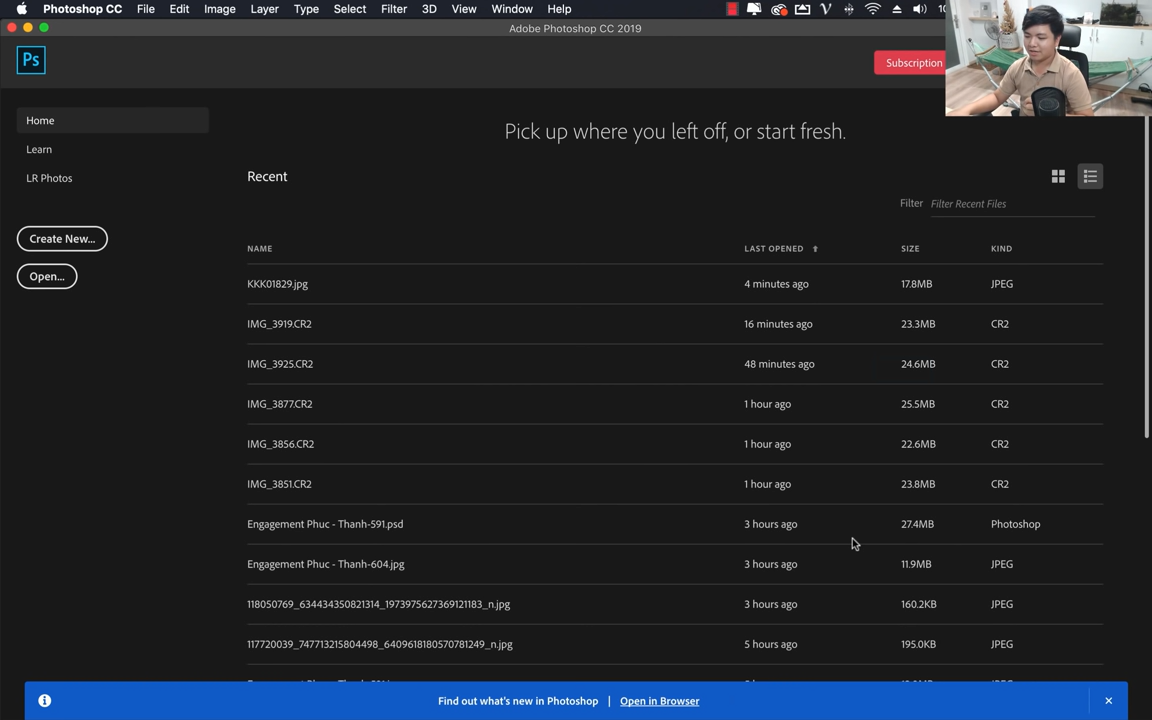 Photoshop CC File Edit Image Layer Type Select Filter 3D View Window Help
Adobe Photoshop CC 2019
Ps
Subscription
Home
Learn
LR Photos
Create New...
Open...
Pick up where you left off, or start fresh.
Recent
Filter Filter Recent Files
NAME LAST OPENED SIZE KIND
KKK01829.jpg 4 minutes ago 17.8MB JPEG
IMG_3919.CR2 16 minutes ago 23.3MB CR2
IMG_3925.CR2 48 minutes ago 24.6MB CR2
IMG_3877.CR2 1 hour ago 25.5MB CR2
IMG_3856.CR2 1 hour ago 22.6MB CR2
IMG_3851.CR2 1 hour ago 23.8MB CR2
Engagement Phuc - Thanh-591.psd 3 hours ago 27.4MB Photoshop
Engagement Phuc - Thanh-604.jpg 3 hours ago 11.9MB JPEG
118050769_634434350821314_1973975627369121183_n.jpg 3 hours ago 160.2KB JPEG
117720039_747713215804498_6409618180570781249_n.jpg 5 hours ago 195.0KB JPEG
Find out what's new in Photoshop | Open in Browser